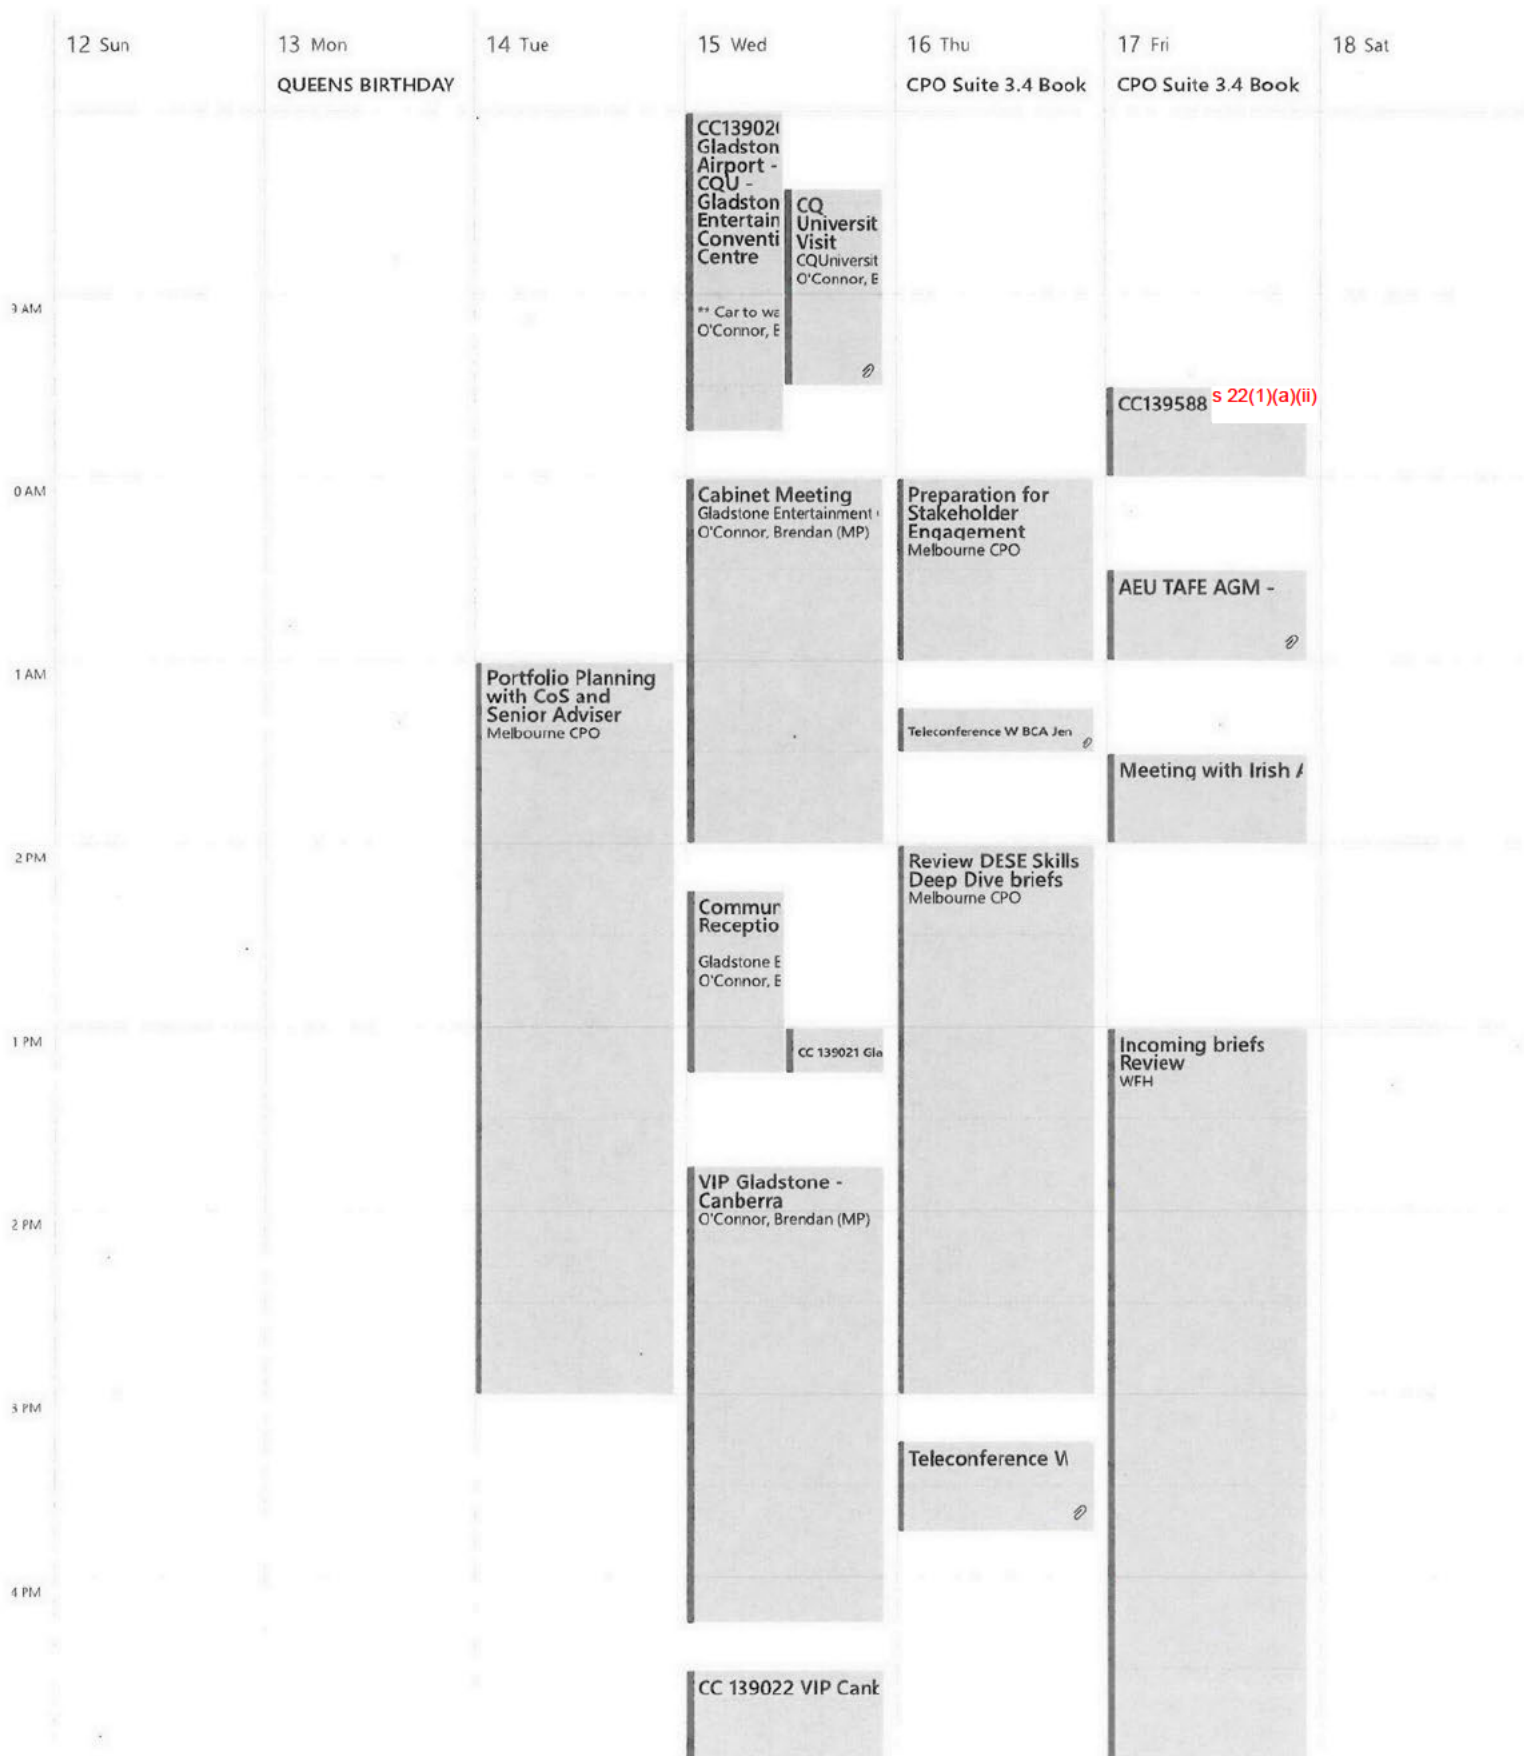 12 Sun
13 Mon
14 Tue
15 Wed
16 Thu
17 Fri
18 Sat
QUEENS BIRTHDAY
CPO Suite 3.4 Book
CPO Suite 3.4 Book
9 AM
0 AM
1 AM
2 PM
1 PM
2 PM
3 PM
4 PM
Portfolio Planning
with CoS and
Senior Adviser
Melbourne CPO
CC13902
Gladston
Airport -
CQU -
Gladston
Entertain
Conventi
Centre
** Car to wa
O'Connor, E
CQ
Universit
Visit
CQUniversit
O'Connor, E
Cabinet Meeting
Gladstone Entertainment
O'Connor, Brendan (MP)
Commur
Receptio
Gladstone E
O'Connor, E
CC 139021 Gla
VIP Gladstone -
Canberra
O'Connor, Brendan (MP)
CC 139022 VIP Cank
Preparation for
Stakeholder
Engagement
Melbourne CPO
Teleconference W BCA Jen
Review DESE Skills
Deep Dive briefs
Melbourne CPO
Teleconference W
CC139588
s 22(1)(a)(ii)
AEU TAFE AGM -
Meeting with Irish A
Incoming briefs
Review
WFH